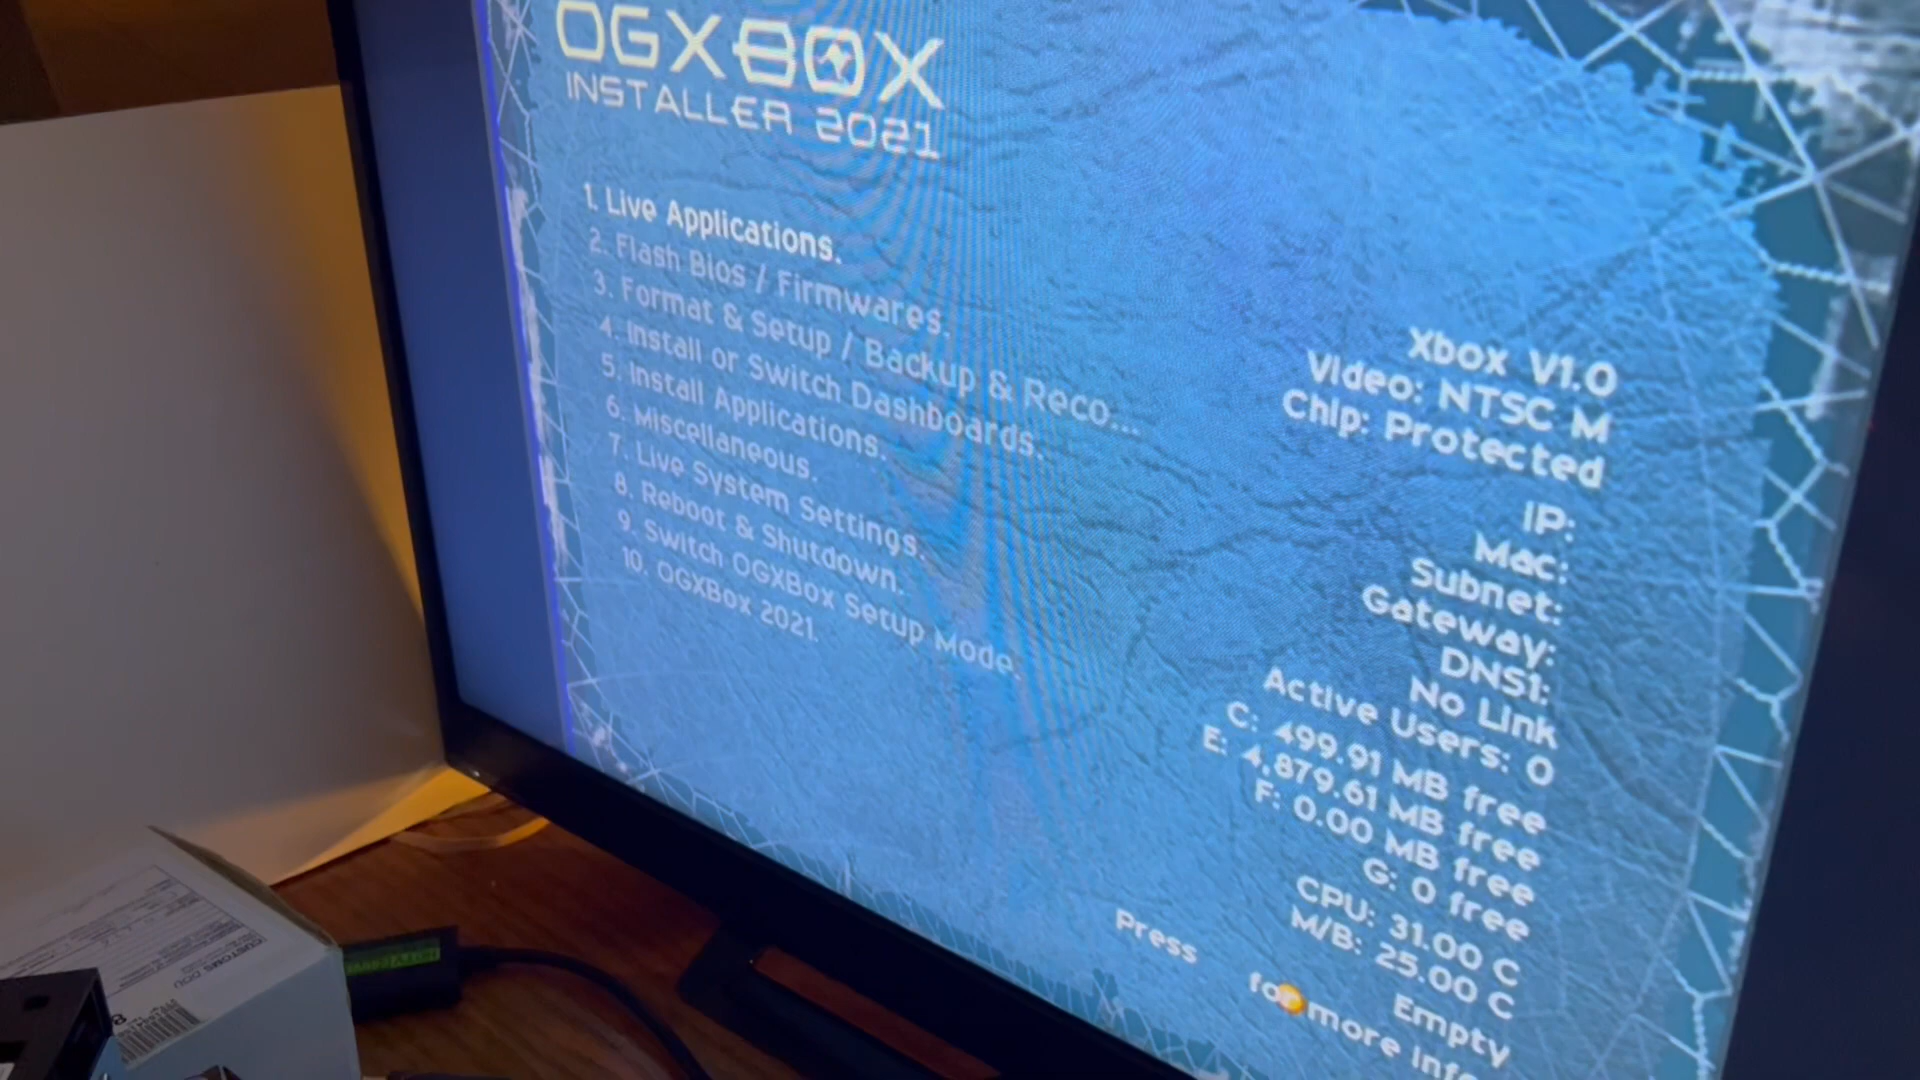 OGXBOX
INSTALLER 2021
1. Live Applications.
2. Flash Bios / Firmwares.
3. Format & Setup / Backup & Reco...
4. Install or Switch Dashboards.
5. Install Applications.
6. Miscellaneous.
7. Live System Settings.
8. Reboot & Shutdown.
9. Switch OGXBox Setup Mode.
10. OGXBox 2021.
Xbox V1.0
Video: NTSC M
Chip: Protected
IP:
Mac:
Subnet:
Gateway:
DNS1:
No Link
Active Users: 0
C: 499.91 MB free
E: 4,879.61 MB free
F: 0.00 MB free
G: 0 free
CPU: 31.00 C
M/B: 25.00 C
Empty
Press for more info
CUSTOMS